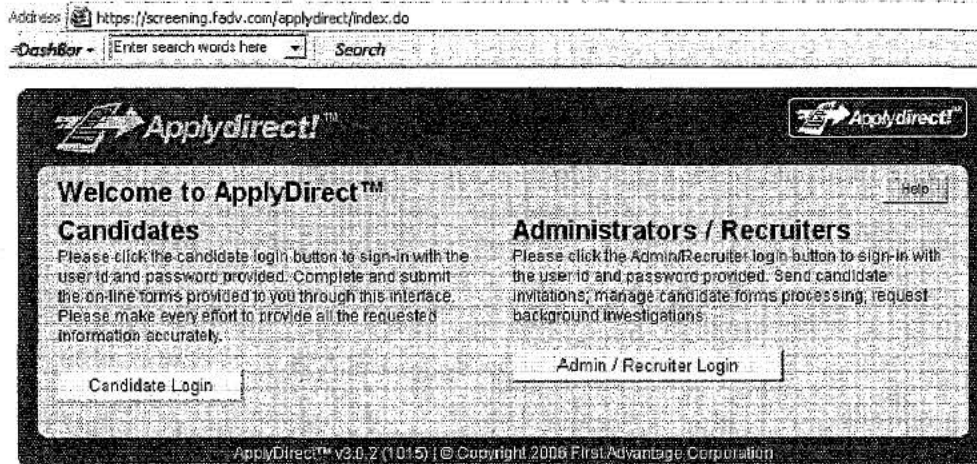 Address https://screening.fadv.com/applydirect/index.do
DashBar Enter search words here Search
Applydirect!™
Applydirect!™
Welcome to ApplyDirect™
Help
Candidates
Please click the candidate login button to sign-in with the
user id and password provided. Complete and submit
the on-line forms provided to you through this interface.
Please make every effort to provide all the requested
information accurately.
Candidate Login
Administrators / Recruiters
Please click the Admin/Recruiter login button to sign-in with
the user id and password provided. Send candidate
invitations, manage candidate forms processing, request
background investigations.
Admin / Recruiter Login
ApplyDirect™ v3.0.2 (1015) | © Copyright 2006 First Advantage Corporation